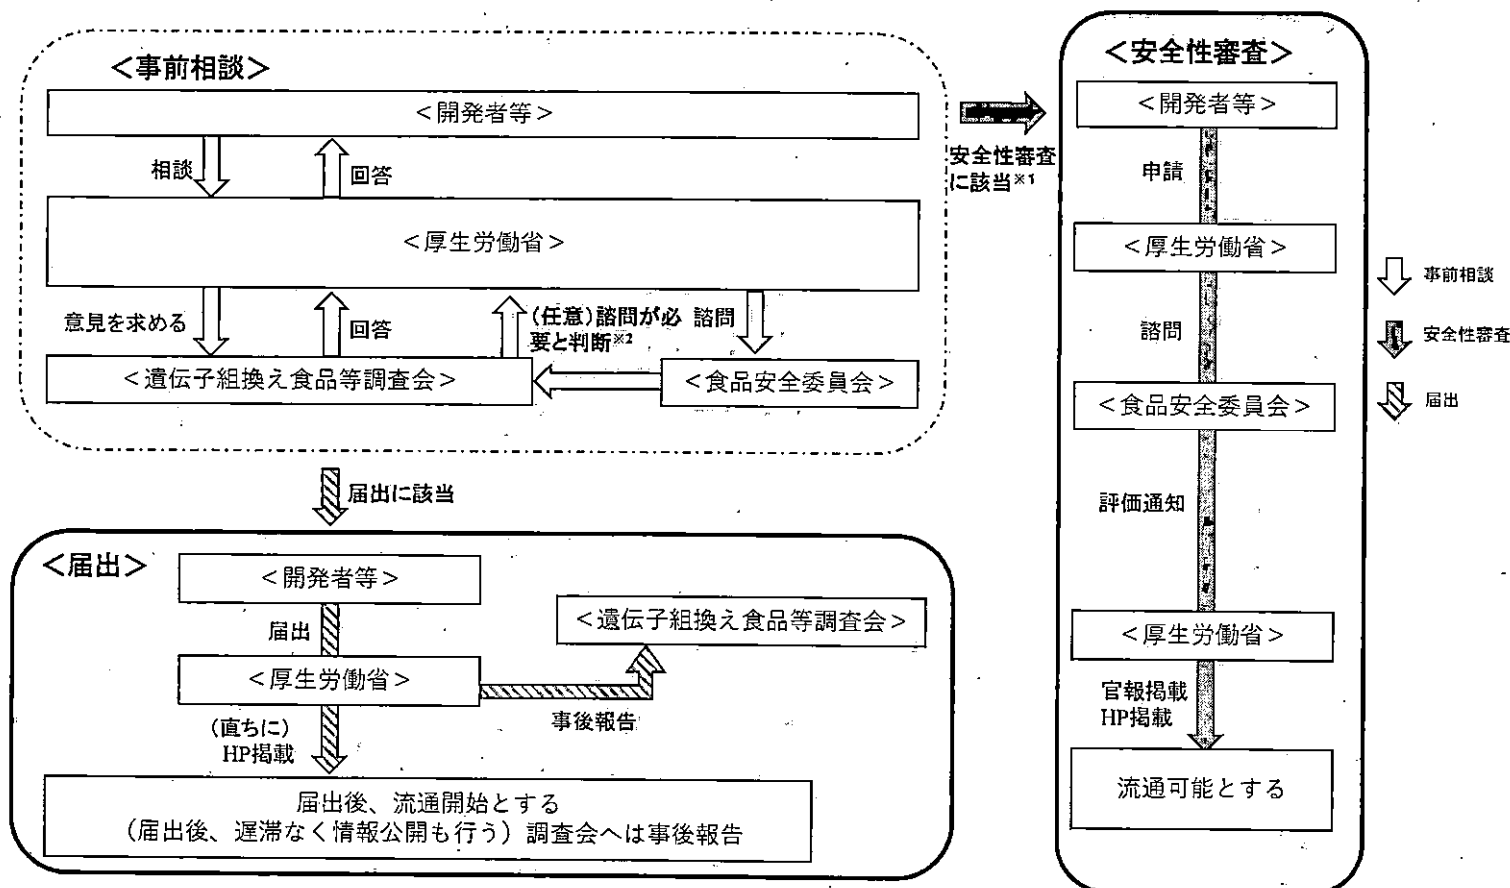 ＜事前相談＞
＜開発者等＞
相談
回答
＜厚生労働省＞
意見を求める
回答
(任意)諮問が必
要と判断※2
諮問
＜遺伝子組換え食品等調査会＞
＜食品安全委員会＞
安全性審査
に該当※1
届出に該当
＜届出＞
＜開発者等＞
届出
＜厚生労働省＞
＜遺伝子組換え食品等調査会＞
事後報告
(直ちに)
HP掲載
届出後、流通開始とする
(届出後、遅滞なく情報公開も行う) 調査会へは事後報告
＜安全性審査＞
＜開発者等＞
申請
＜厚生労働省＞
諮問
＜食品安全委員会＞
評価通知
＜厚生労働省＞
官報掲載
HP掲載
流通可能とする
事前相談
安全性審査
届出